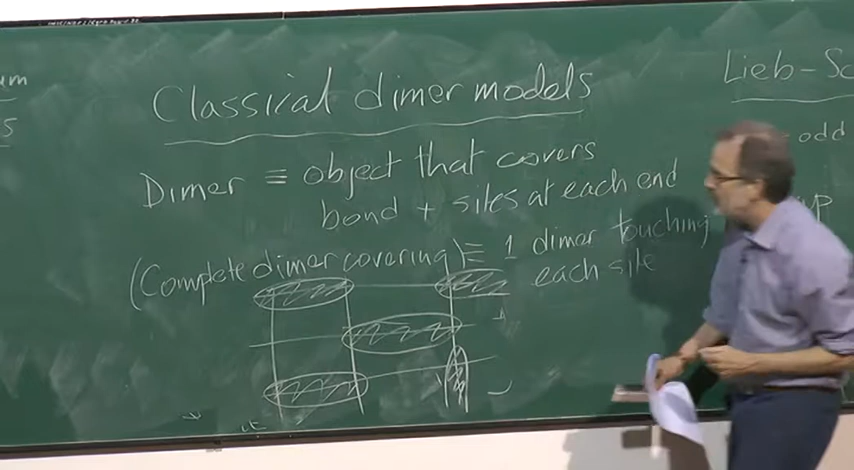 Classical dimer models
Dimer ≡ object that covers
bond + sites at each end
(Complete dimer covering) ≡ 1 dimer touching
each site
Lieb-Sc
odd